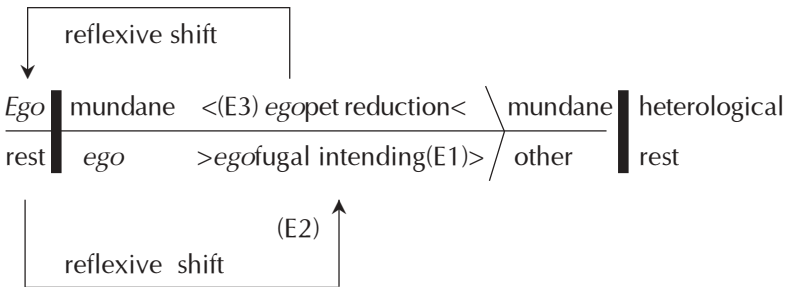 reflexive shift
Ego mundane <(E3) egopet reduction< mundane heterological
rest ego >egofugal intending(E1)> other rest
(E2)
reflexive shift